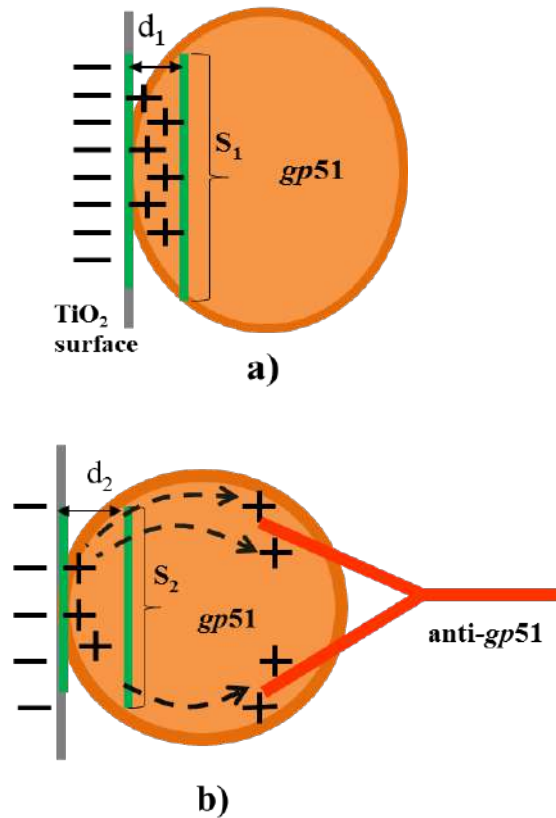 d₁
S₁
gp51
TiO₂
surface
a)
d₂
S₂
gp51
anti-gp51
b)